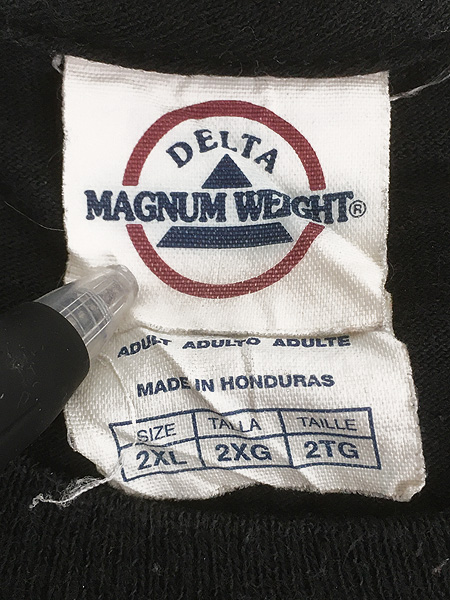 DELTA
MAGNUM WEIGHT®
ADULT ADULTO ADULTE
MADE IN HONDURAS
SIZE TALLA TAILLE
2XL 2XG 2TG